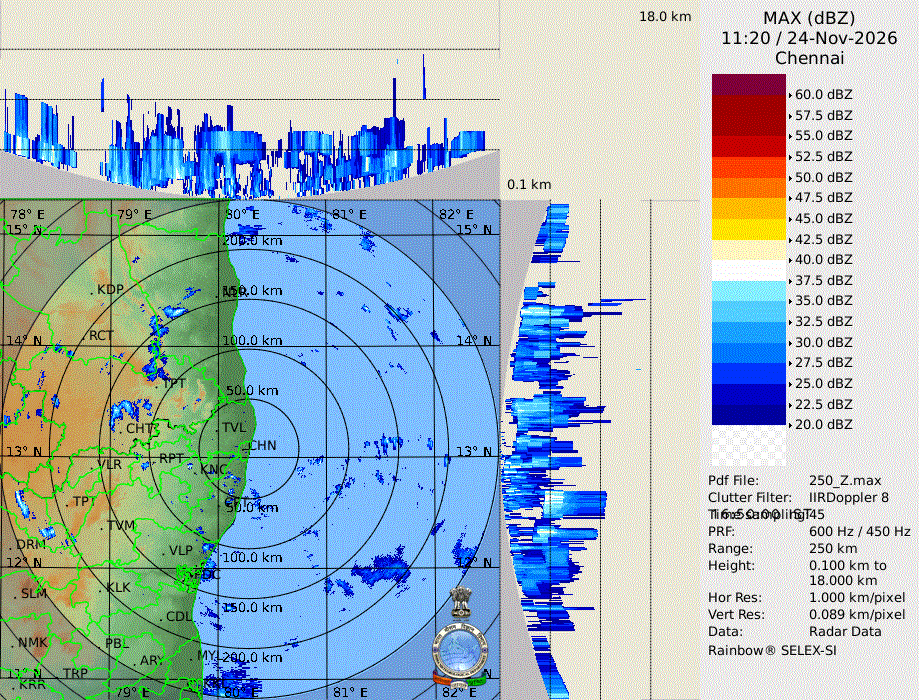 18.0 km
0.1 km
MAX (dBZ)
11:20 / 24-Nov-2026
Chennai
60.0 dBZ
57.5 dBZ
55.0 dBZ
52.5 dBZ
50.0 dBZ
47.5 dBZ
45.0 dBZ
42.5 dBZ
40.0 dBZ
37.5 dBZ
35.0 dBZ
32.5 dBZ
30.0 dBZ
27.5 dBZ
25.0 dBZ
22.5 dBZ
20.0 dBZ
Pdf File: 250_Z.max
Clutter Filter: IIRDoppler 8
Time sampling:45
PRF: 600 Hz / 450 Hz
Range: 250 km
Height: 0.100 km to
18.000 km
Hor Res: 1.000 km/pixel
Vert Res: 0.089 km/pixel
Data: Radar Data
Rainbow® SELEX-SI
78° E 79° E 80° E 81° E 82° E
15° N 15° N
200.0 km
KDP 150.0 km
RCT
14° N 100.0 km 14° N
TPT
50.0 km
CHT TVL
CHN
13° N 13° N
VLR RPT KNC
TPT 50.0 km
TVM
DRM VLP 100.0 km
12° N 12° N
SLM KLK
150.0 km
CDL
NMK PBL
ARY MYL 200.0 km
TRP 11° N
KRR 79° E 80° E 81° E 82° E